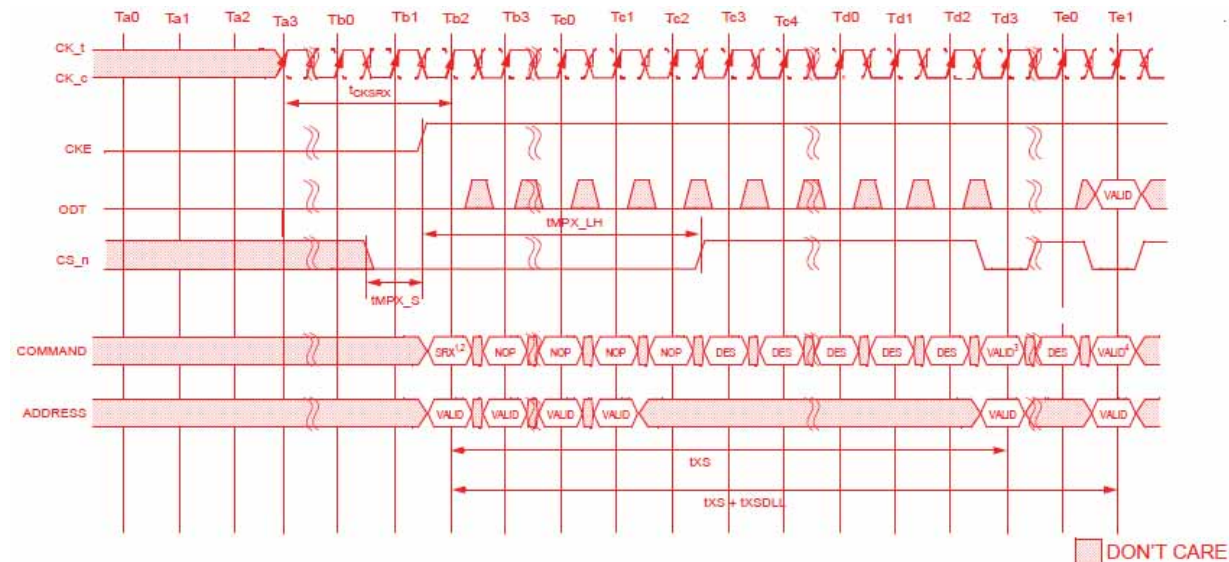 Ta0 Ta1 Ta2 Ta3 Tb0 Tb1 Tb2 Tb3 Tc0 Tc1 Tc2 Tc3 Tc4 Td0 Td1 Td2 Td3 Te0 Te1
CK_t
CK_c
tCKSRX
CKE
ODT VALID
tMPX_LH
CS_n
tMPX_S
COMMAND SRX1,2 NOP NOP NOP NOP DES DES DES DES DES VALID3 DES VALID4
ADDRESS VALID VALID VALID VALID VALID VALID
tXS
tXS + tXSDLL
DON'T CARE